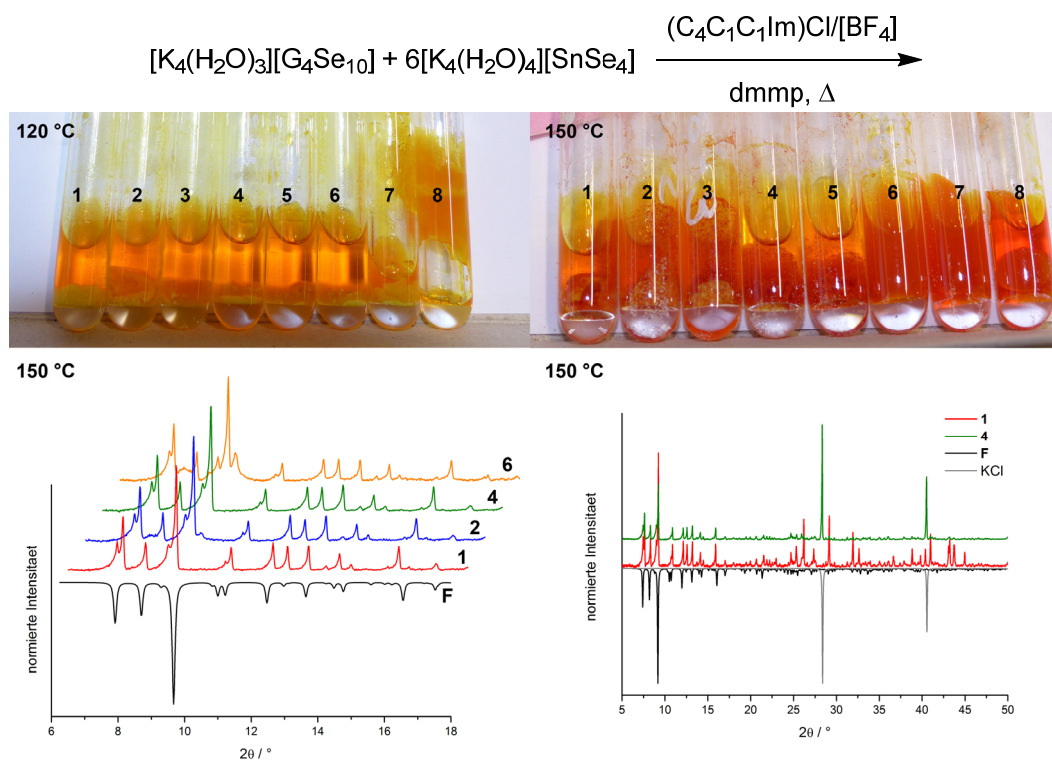 (C4C1C1Im)Cl/[BF4]
[K4(H2O)3][G4Se10] + 6[K4(H2O)4][SnSe4]
dmmp, Δ
120 °C
1 2 3 4 5 6 7 8
150 °C
1 2 3 4 5 6 7 8
150 °C
6
4
2
1
F
normierte Intensitaet
6 8 10 12 14 16 18
2θ / °
150 °C
1
4
F
KCl
normierte Intensitaet
5 10 15 20 25 30 35 40 45 50
2θ / °